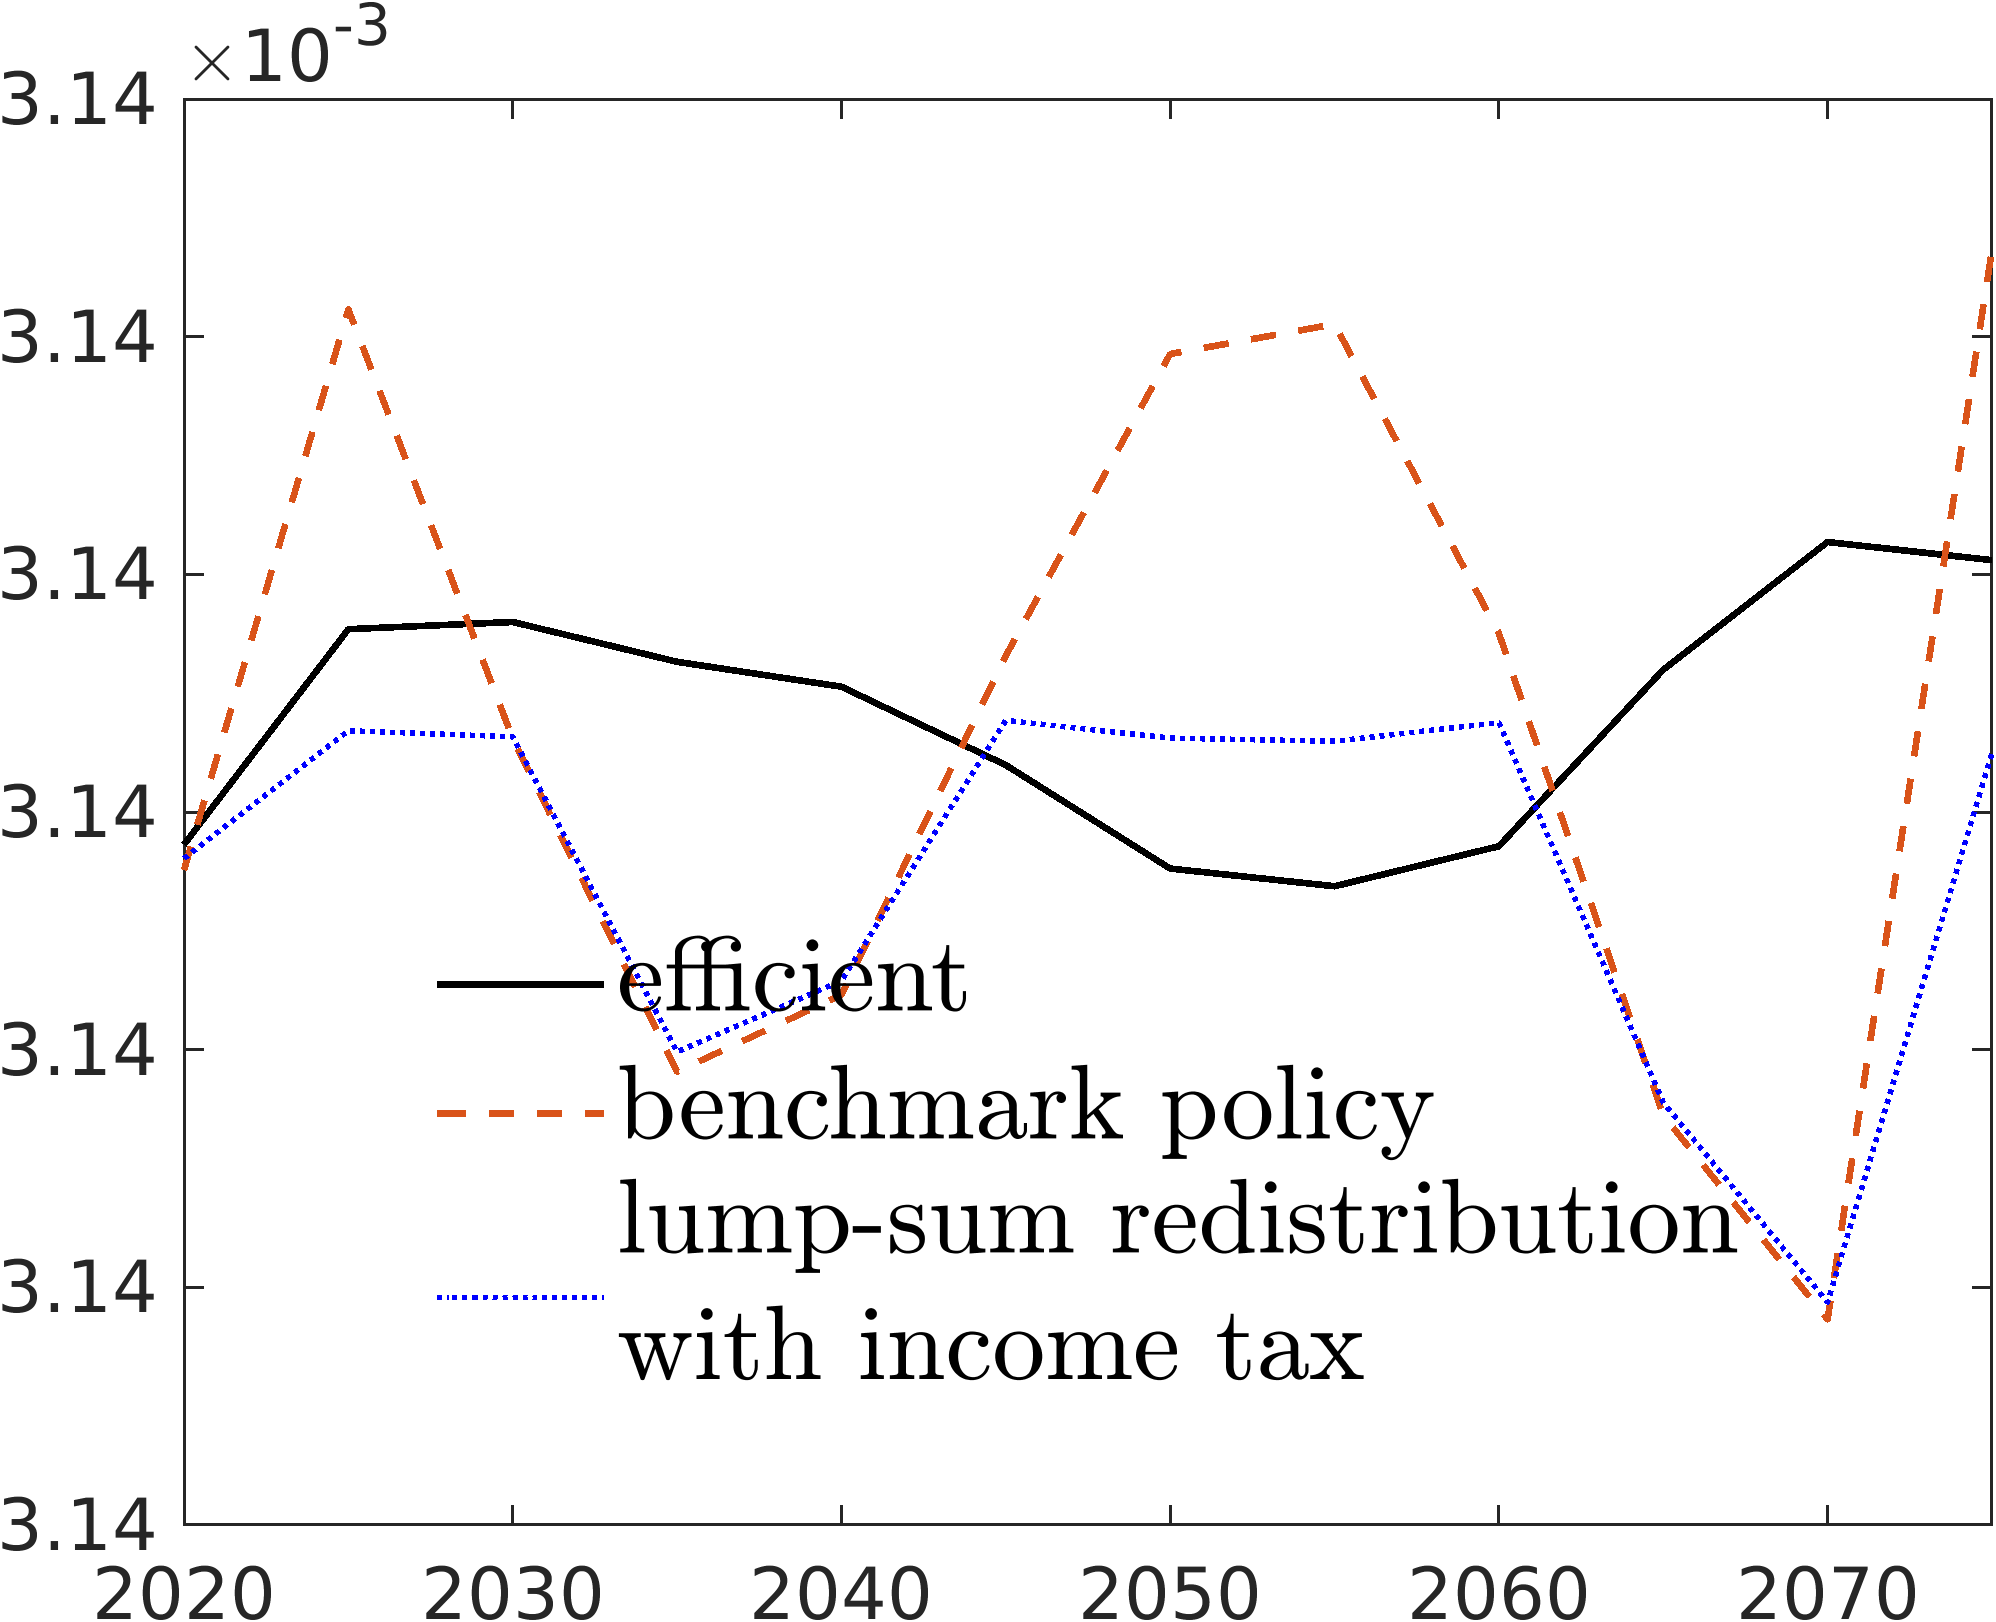 ×10-3
3.14
3.14
3.14
3.14
3.14
3.14
3.14
efficient
benchmark policy
lump-sum redistribution
with income tax
2020 2030 2040 2050 2060 2070